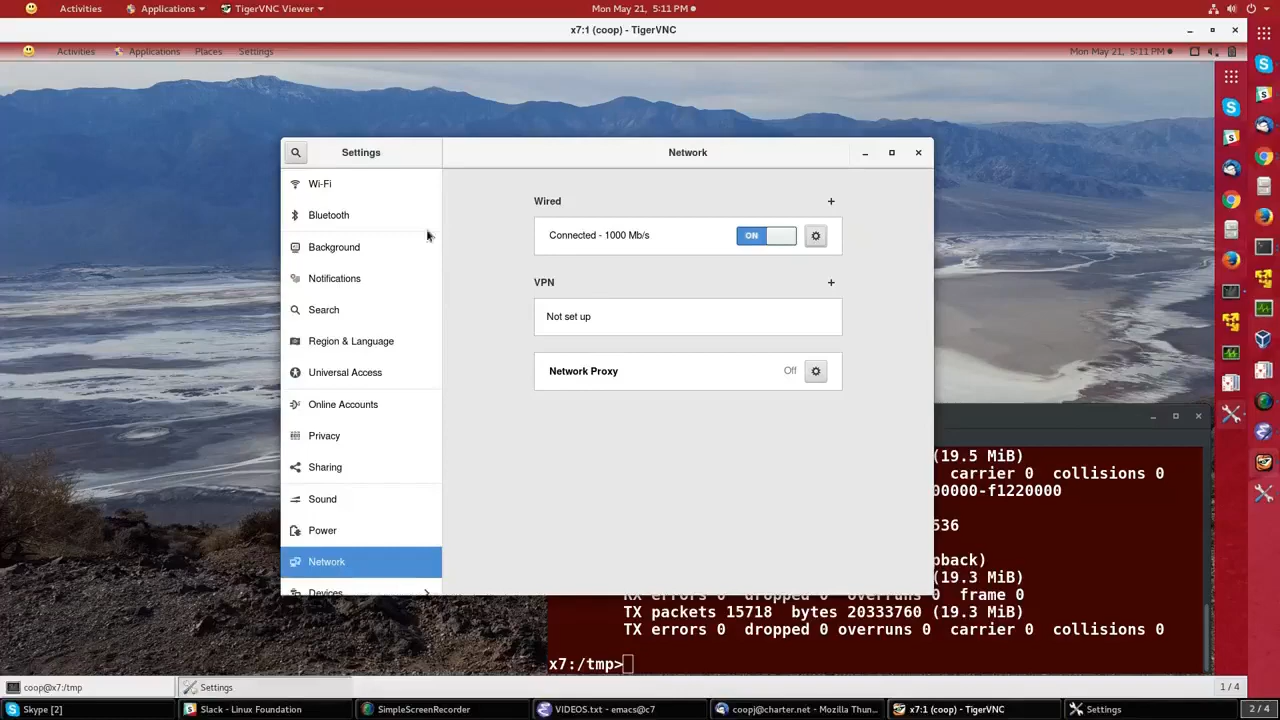 Activities Applications TigerVNC Viewer Mon May 21, 5:11 PM
x7:1 (coop) - TigerVNC
Activities Applications Places Settings Mon May 21, 5:11 PM
Settings
Network
Wi-Fi
Bluetooth
Background
Notifications
Search
Region & Language
Universal Access
Online Accounts
Privacy
Sharing
Sound
Power
Network
Devices
Wired
Connected - 1000 Mb/s ON
VPN
Not set up
Network Proxy Off
(19.5 MiB)
carrier 0 collisions 0
00000-f1220000
536
pback)
(19.3 MiB)
RX errors 0 dropped 0 overruns 0 frame 0
TX packets 15718 bytes 20333760 (19.3 MiB)
TX errors 0 dropped 0 overruns 0 carrier 0 collisions 0
x7:/tmp>
coop@x7:/tmp Settings 1 / 4
Skype [2] Slack - Linux Foundation SimpleScreenRecorder VIDEOS.txt - emacs@c7 coopj@charter.net - Mozilla Thun... x7:1 (coop) - TigerVNC Settings 2 / 4